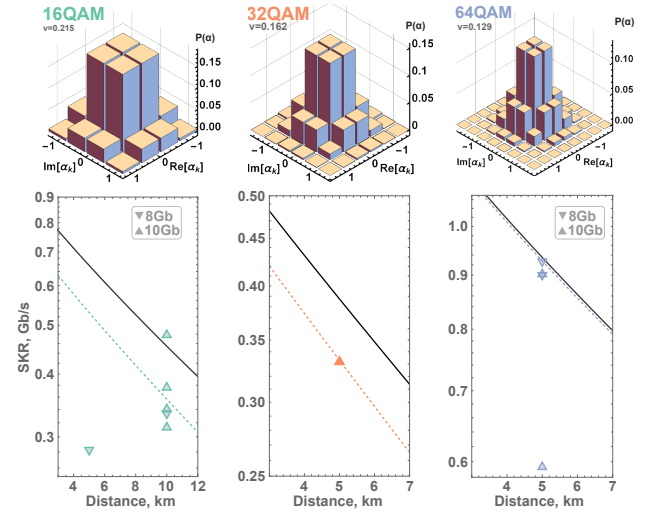 16QAM
v=0.215
P(α)
0.15
0.10
0.05
0.00
−1
0
1
Im[αk]
−1
0
1
Re[αk]
32QAM
v=0.162
P(α)
0.15
0.10
0.05
0
−1
0
1
Im[αk]
−1
0
1
Re[αk]
64QAM
v=0.129
P(α)
0.10
0.05
0.00
−1
0
1
Im[αk]
−1
0
1
Re[αk]
SKR, Gb/s
0.9
0.8
0.7
0.6
0.5
0.4
0.3
8Gb
10Gb
4 6 8 10 12
Distance, km
0.50
0.45
0.40
0.35
0.33
0.30
0.25
4 5 6 7
Distance, km
1.0
0.9
0.8
0.7
0.6
8Gb
10Gb
4 5 6 7
Distance, km